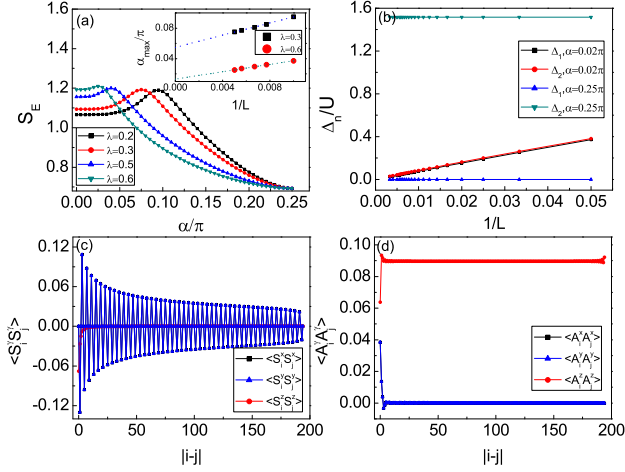 (a)
S_E
1.6
1.4
1.2
1.0
0.8
0.00 0.05 0.10 0.15 0.20 0.25 0.30
α/π
λ=0.2
λ=0.3
λ=0.5
λ=0.6
α_max/π
0.08
0.04
0.00
0.000 0.004 0.008
1/L
λ=0.3
λ=0.6
(b)
Δ_n/U
1.6
1.2
0.8
0.4
0.0
0.00 0.01 0.02 0.03 0.04 0.05
1/L
Δ_1,α=0.02π
Δ_2,α=0.02π
Δ_1,α=0.25π
Δ_2,α=0.25π
(c)
<S_i^γS_j^γ>
0.12
0.06
0.00
-0.06
-0.12
0 50 100 150 200
|i-j|
<S_i^xS_j^x>
<S_i^yS_j^y>
<S_i^zS_j^z>
(d)
<A_i^γA_j^γ>
0.10
0.08
0.06
0.04
0.02
0.00
0 50 100 150 200
|i-j|
<A_i^xA_j^x>
<A_i^yA_j^y>
<A_i^zA_j^z>